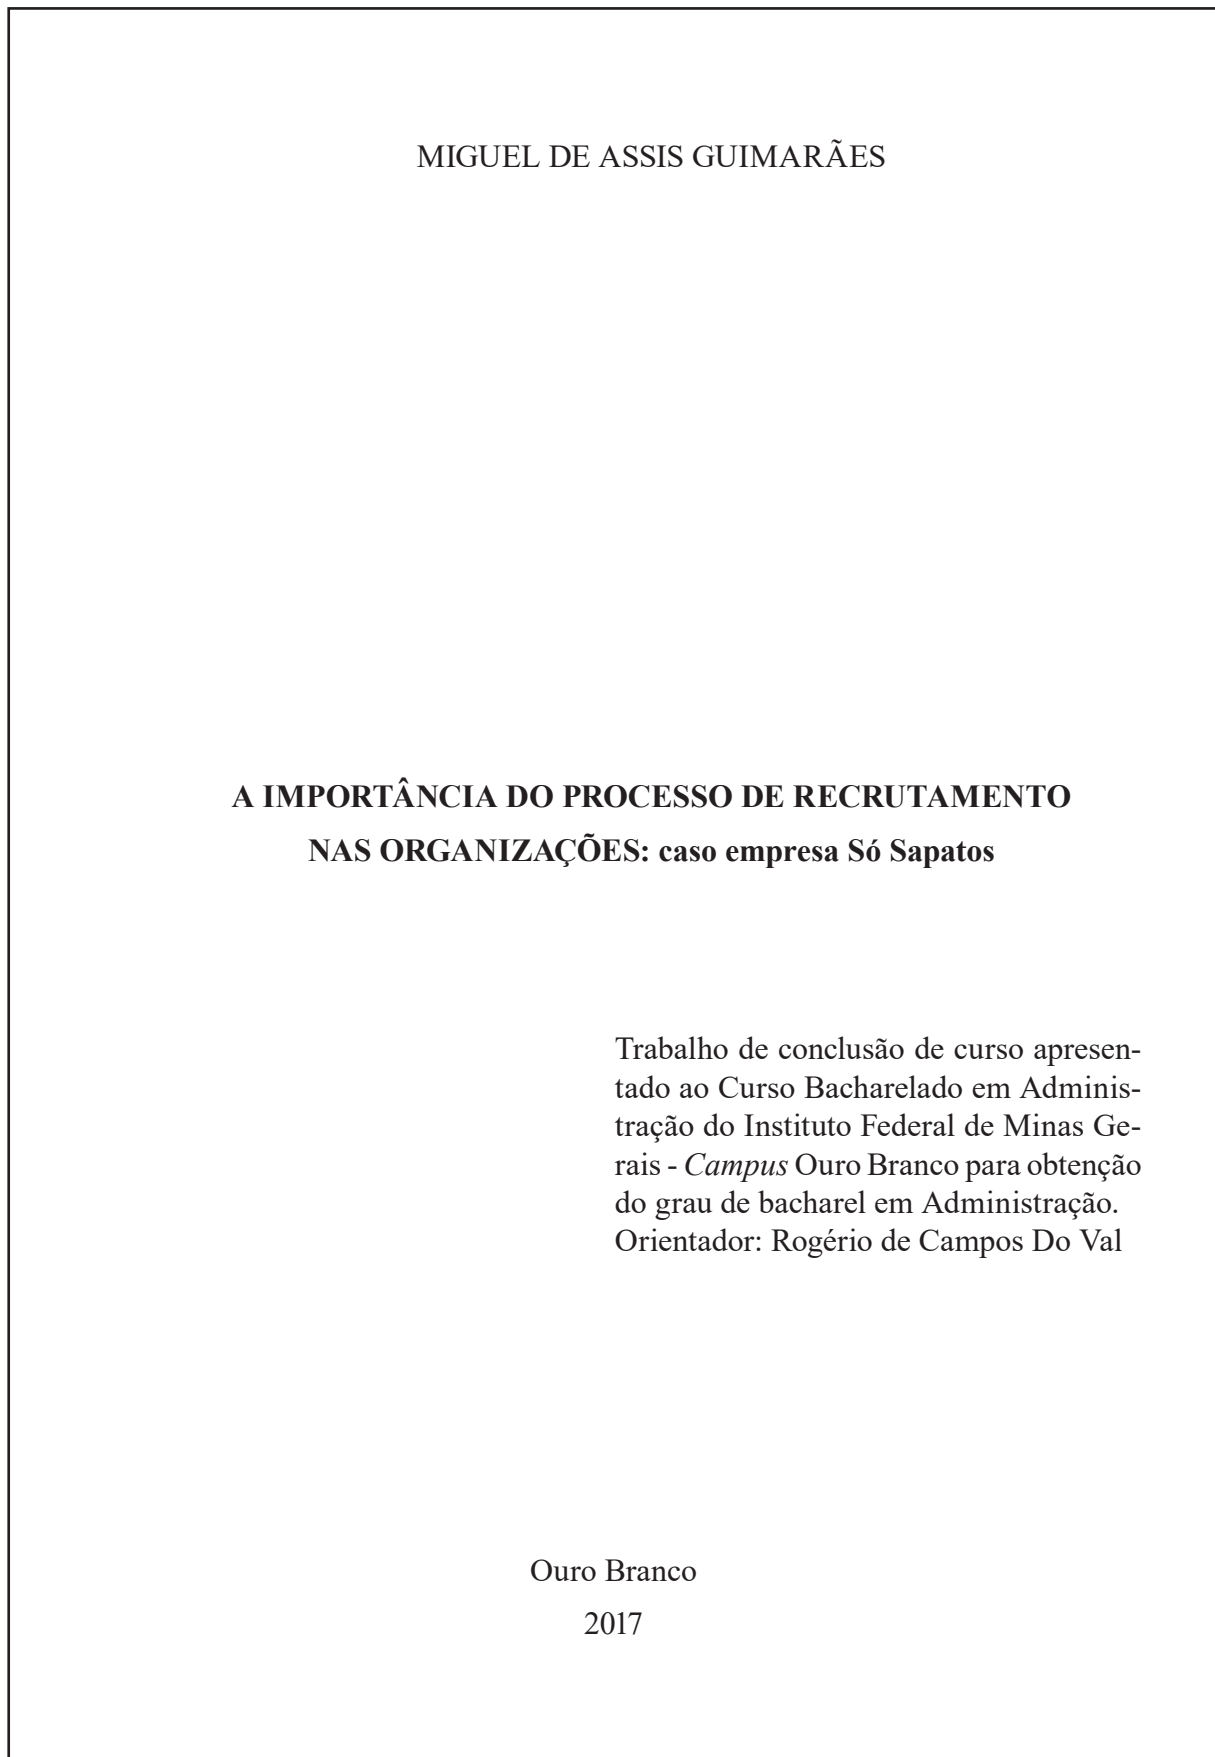 MIGUEL DE ASSIS GUIMARÃES
A IMPORTÂNCIA DO PROCESSO DE RECRUTAMENTO
NAS ORGANIZAÇÕES: caso empresa Só Sapatos
Trabalho de conclusão de curso apresen-
tado ao Curso Bacharelado em Adminis-
tração do Instituto Federal de Minas Ge-
rais - Campus Ouro Branco para obtenção
do grau de bacharel em Administração.
Orientador: Rogério de Campos Do Val
Ouro Branco
2017